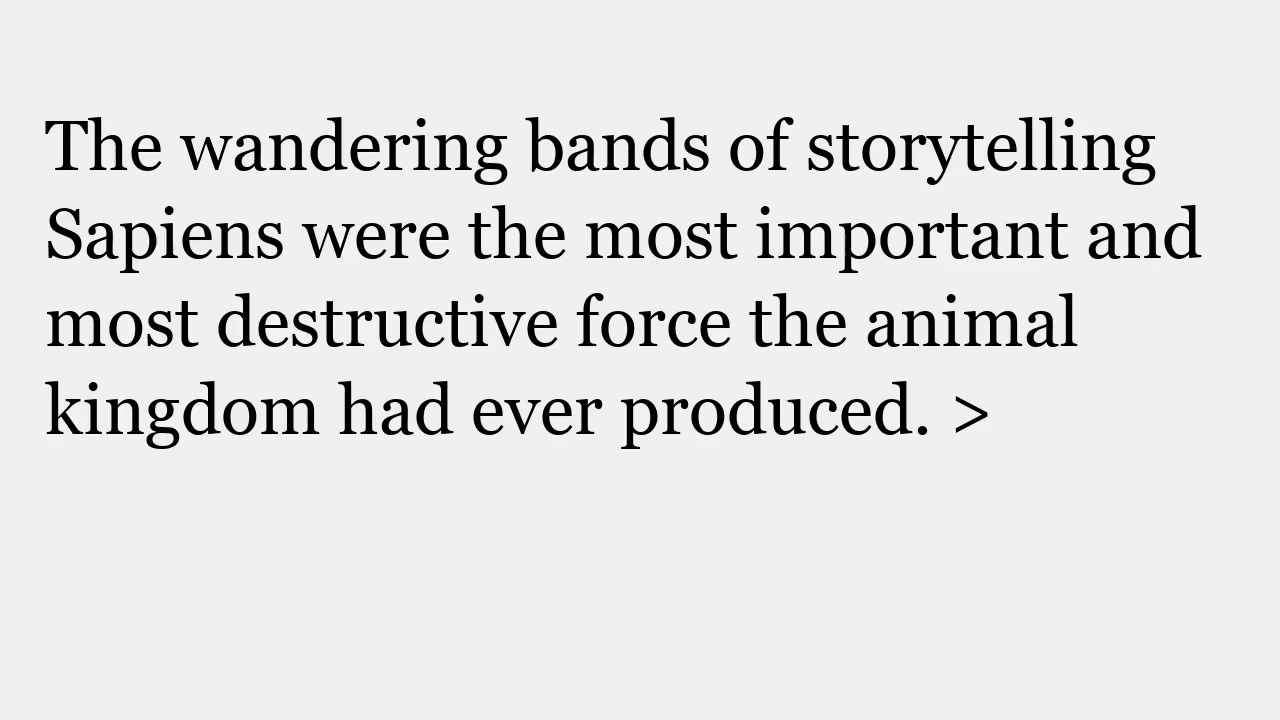 The wandering bands of storytelling
Sapiens were the most important and
most destructive force the animal
kingdom had ever produced. >